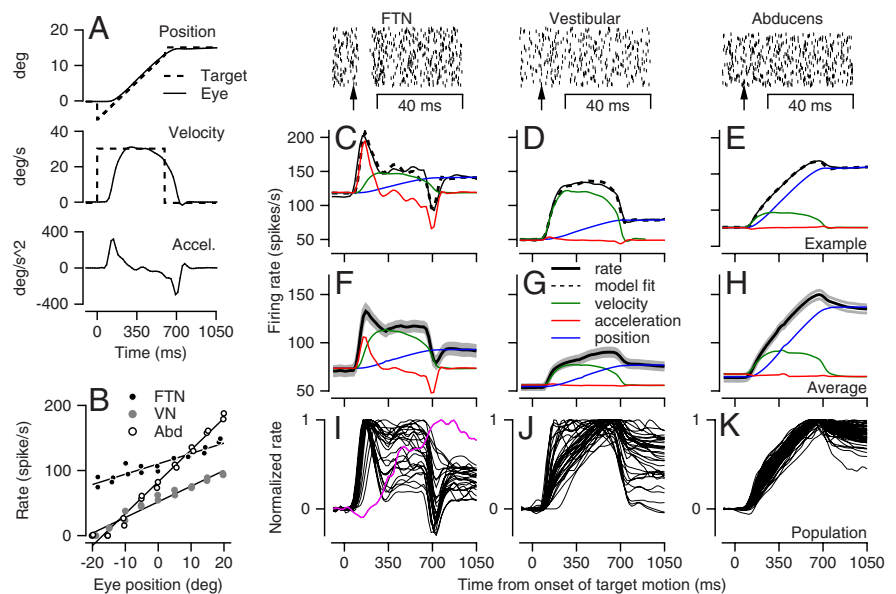 A
Position
deg
20
0
Target
Eye
Velocity
deg/s
40
20
0
Accel.
deg/s^2
400
0
-400
0 350 700 1050
Time (ms)
B
FTN
VN
Abd
Rate (spike/s)
200
150
100
50
0
-20 -10 0 10 20
Eye position (deg)
FTN
Vestibular
Abducens
40 ms
40 ms
40 ms
C
D
E
Firing rate (spikes/s)
200
150
100
50
Example
F
G
H
150
100
50
rate
model fit
velocity
acceleration
position
Average
I
J
K
Normalized rate
1
0
1
0
1
0
Population
0 350 700 1050
0 350 700 1050
0 350 700 1050
Time from onset of target motion (ms)